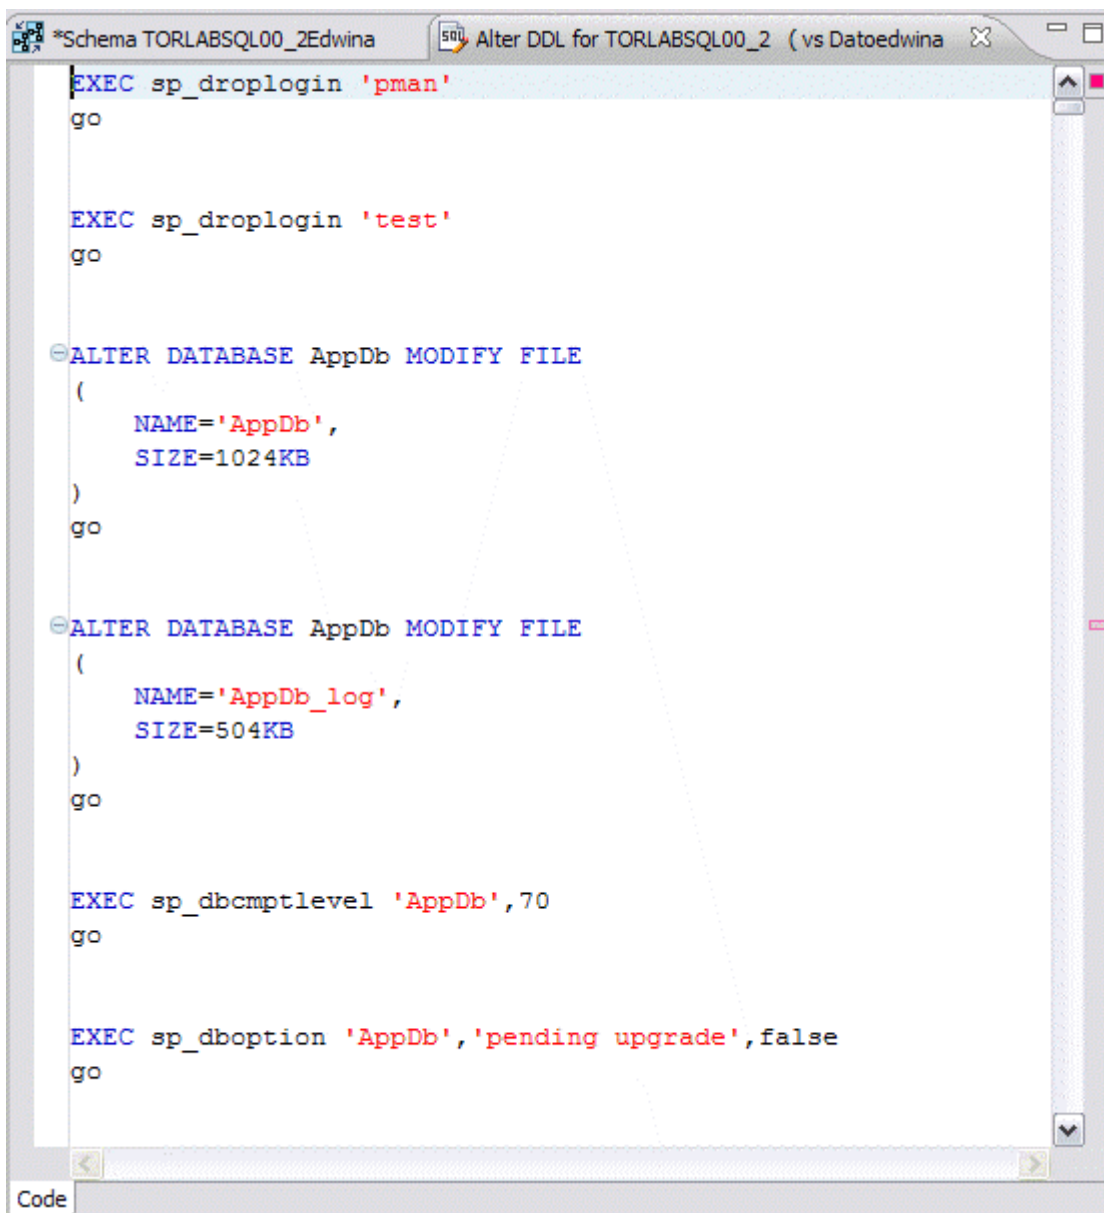 *Schema TORLABSQL00_2Edwina
Alter DDL for TORLABSQL00_2 ( vs Datoedwina
EXEC sp_droplogin 'pman'
go
EXEC sp_droplogin 'test'
go
ALTER DATABASE AppDb MODIFY FILE
(
NAME='AppDb',
SIZE=1024KB
)
go
ALTER DATABASE AppDb MODIFY FILE
(
NAME='AppDb_log',
SIZE=504KB
)
go
EXEC sp_dbcmptlevel 'AppDb',70
go
EXEC sp_dboption 'AppDb','pending upgrade',false
go
Code